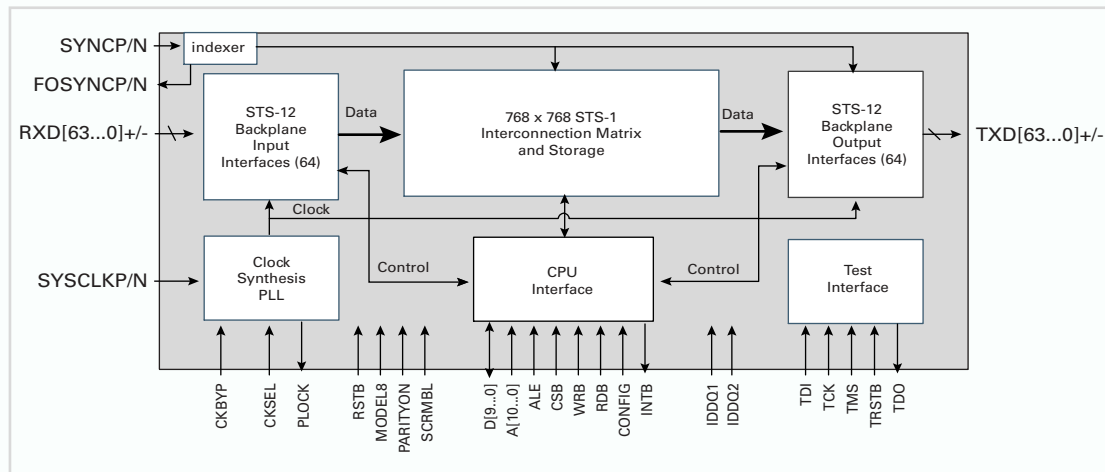 SYNCP/N
indexer
FOSYNCP/N
RXD[63...0]+/-
STS-12
Backplane
Input
Interfaces (64)
Data
768 x 768 STS-1
Interconnection Matrix
and Storage
Data
STS-12
Backplane
Output
Interfaces (64)
TXD[63...0]+/-
Clock
SYSCLKP/N
Clock
Synthesis
PLL
Control
CPU
Interface
Control
Test
Interface
CKBYP
CKSEL
PLOCK
RSTB
MODEL8
PARITYON
SCRMBL
D[9...0]
A[10...0]
ALE
CSB
WRB
RDB
CONFIG
INTB
IDDQ1
IDDQ2
TDI
TCK
TMS
TRSTB
TDO